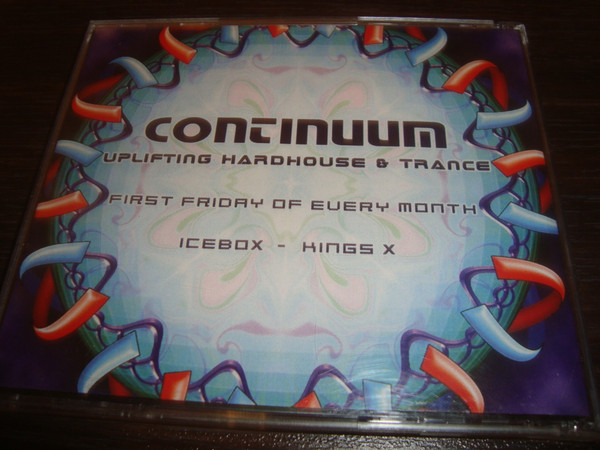 CONTINUUM
UPLIFTING HARDHOUSE & TRANCE
FIRST FRIDAY OF EVERY MONTH
ICEBOX - KINGS X